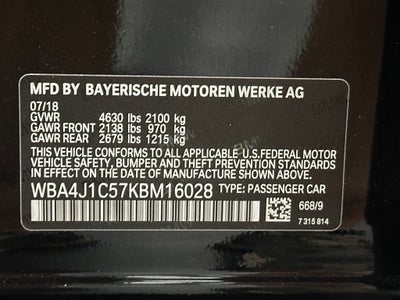 MFD BY BAYERISCHE MOTOREN WERKE AG
07/18
GVWR 4630 lbs 2100 kg
GAWR FRONT 2138 lbs 970 kg
GAWR REAR 2679 lbs 1215 kg
THIS VEHICLE CONFORMS TO ALL APPLICABLE U.S.FEDERAL MOTOR
VEHICLE SAFETY, BUMPER AND THEFT PREVENTION STANDARDS
IN EFFECT ON THE DATE OF MANUFACTURE SHOWN ABOVE.
WBA4J1C57KBM16028 TYPE: PASSENGER CAR
668/9
7 315 814